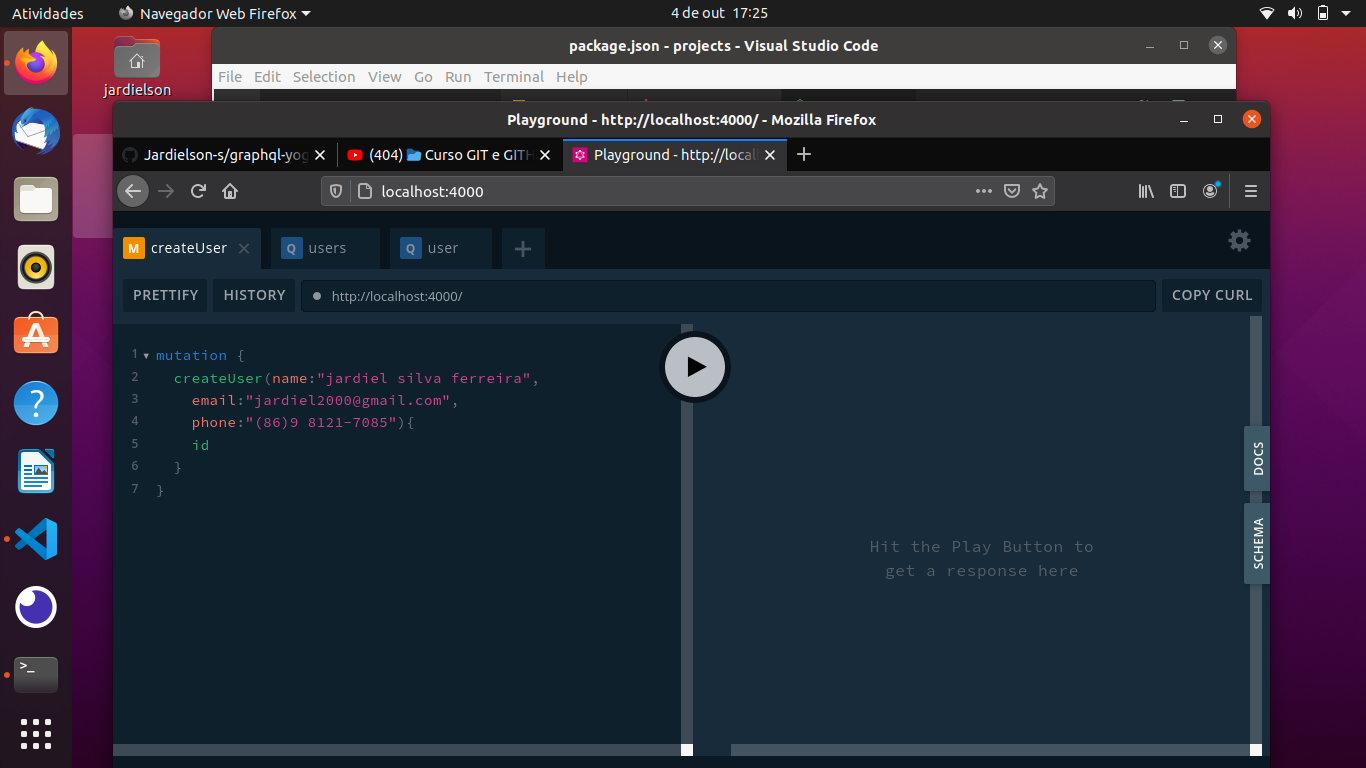 Atividades
Navegador Web Firefox
4 de out 17:25
jardielson
package.json - projects - Visual Studio Code
File Edit Selection View Go Run Terminal Help
Playground - http://localhost:4000/ - Mozilla Firefox
Jardielson-s/graphql-yog
(404) Curso GIT e GITH
Playground - http://local
localhost:4000
M createUser
Q users
Q user
PRETTIFY
HISTORY
http://localhost:4000/
COPY CURL
1 mutation {
2 createUser(name:"jardiel silva ferreira",
3 email:"jardiel2000@gmail.com",
4 phone:"(86)9 8121-7085"){
5 id
6 }
7 }
Hit the Play Button to
get a response here
DOCS
SCHEMA